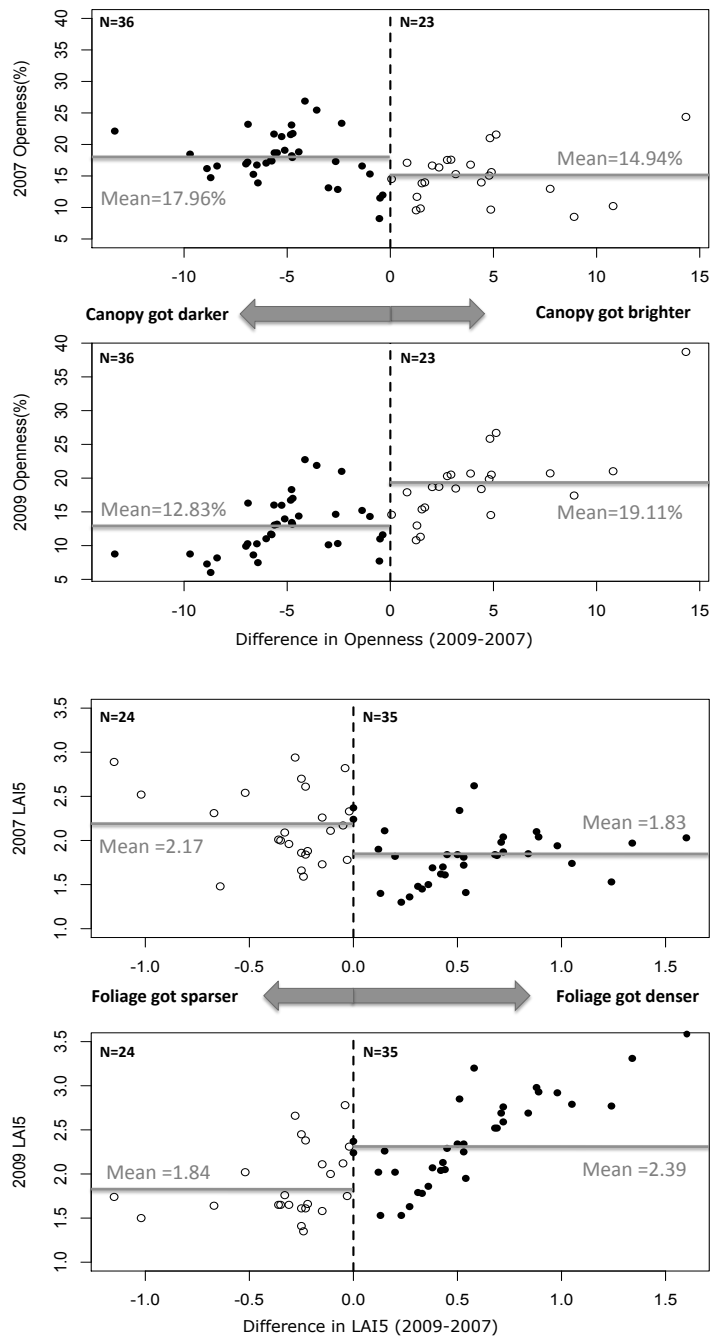 N=36
N=23
2007 Openness(%)
40
35
30
25
20
15
10
5
Mean=17.96%
Mean=14.94%
-10
-5
0
5
10
15
Canopy got darker
Canopy got brighter
N=36
N=23
2009 Openness(%)
40
35
30
25
20
15
10
5
Mean=12.83%
Mean=19.11%
-10
-5
0
5
10
15
Difference in Openness (2009-2007)
N=24
N=35
2007 LAI5
3.5
3.0
2.5
2.0
1.5
1.0
Mean =2.17
Mean =1.83
-1.0
-0.5
0.0
0.5
1.0
1.5
Foliage got sparser
Foliage got denser
N=24
N=35
2009 LAI5
3.5
3.0
2.5
2.0
1.5
1.0
Mean =1.84
Mean =2.39
-1.0
-0.5
0.0
0.5
1.0
1.5
Difference in LAI5 (2009-2007)